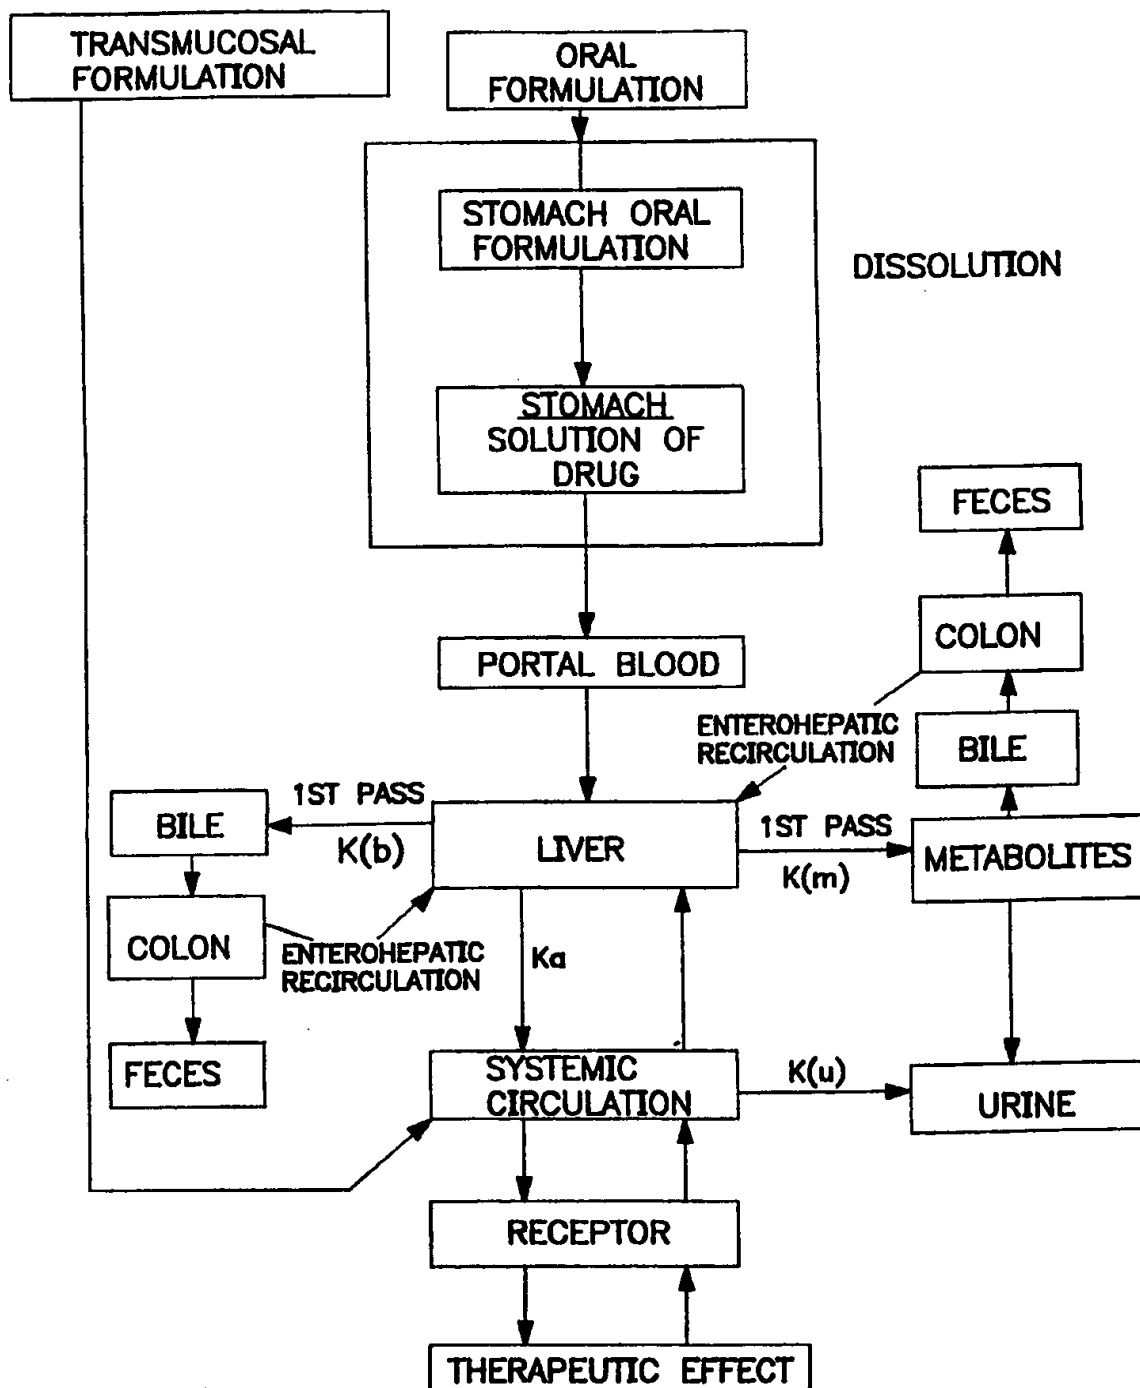 TRANSMUCOSAL
FORMULATION
ORAL
FORMULATION
STOMACH ORAL
FORMULATION
DISSOLUTION
STOMACH
SOLUTION OF
DRUG
FECES
COLON
PORTAL BLOOD
ENTEROHEPATIC
RECIRCULATION
BILE
1ST PASS
BILE
K(b)
LIVER
1ST PASS
K(m)
METABOLITES
COLON
ENTEROHEPATIC
RECIRCULATION
Ka
FECES
SYSTEMIC
CIRCULATION
K(u)
URINE
RECEPTOR
THERAPEUTIC EFFECT